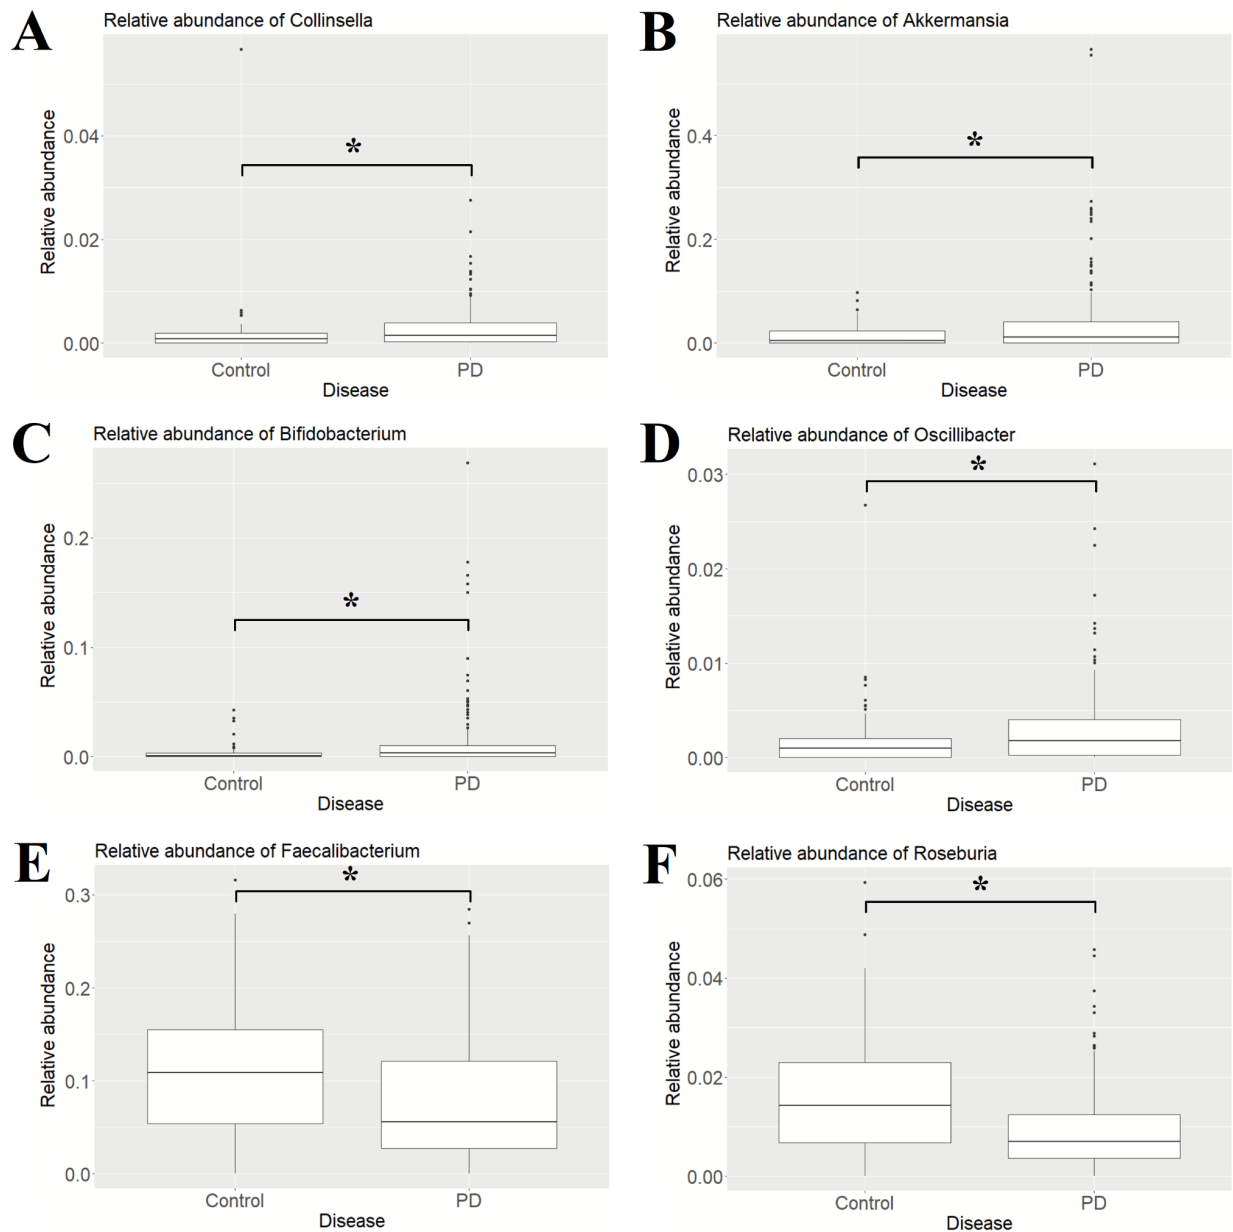 A
Relative abundance of Collinsella
Relative abundance
0.04
0.02
0.00
*
Control
PD
Disease
B
Relative abundance of Akkermansia
Relative abundance
0.4
0.2
0.0
*
Control
PD
Disease
C
Relative abundance of Bifidobacterium
Relative abundance
0.2
0.1
0.0
*
Control
PD
Disease
D
Relative abundance of Oscillibacter
Relative abundance
0.03
0.02
0.01
0.00
*
Control
PD
Disease
E
Relative abundance of Faecalibacterium
Relative abundance
0.3
0.2
0.1
0.0
*
Control
PD
Disease
F
Relative abundance of Roseburia
Relative abundance
0.06
0.04
0.02
0.00
*
Control
PD
Disease